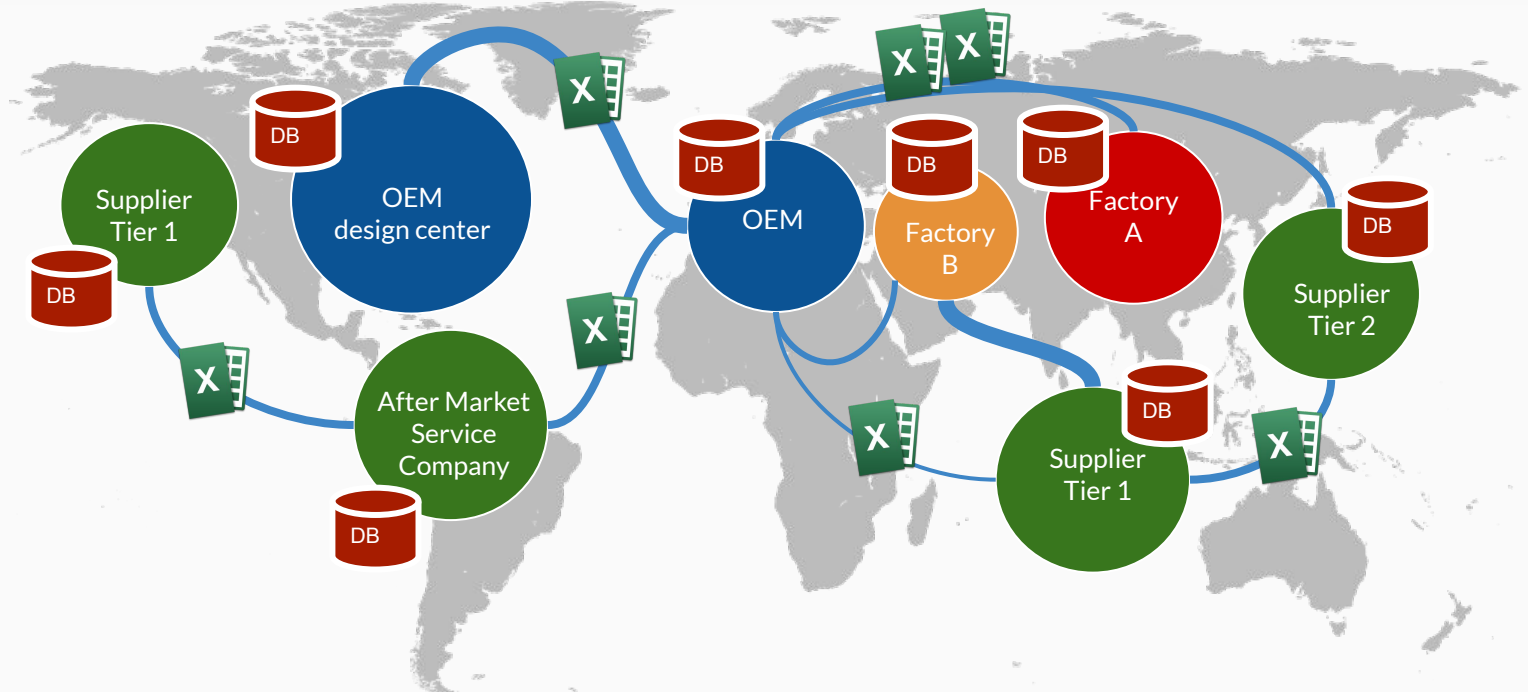 X
X
X
DB
OEM
design center
Supplier
Tier 1
DB
DB
OEM
DB
Factory
B
DB
Factory
A
DB
Supplier
Tier 2
DB
X
X
After Market
Service
Company
DB
X
Supplier
Tier 1
DB
X